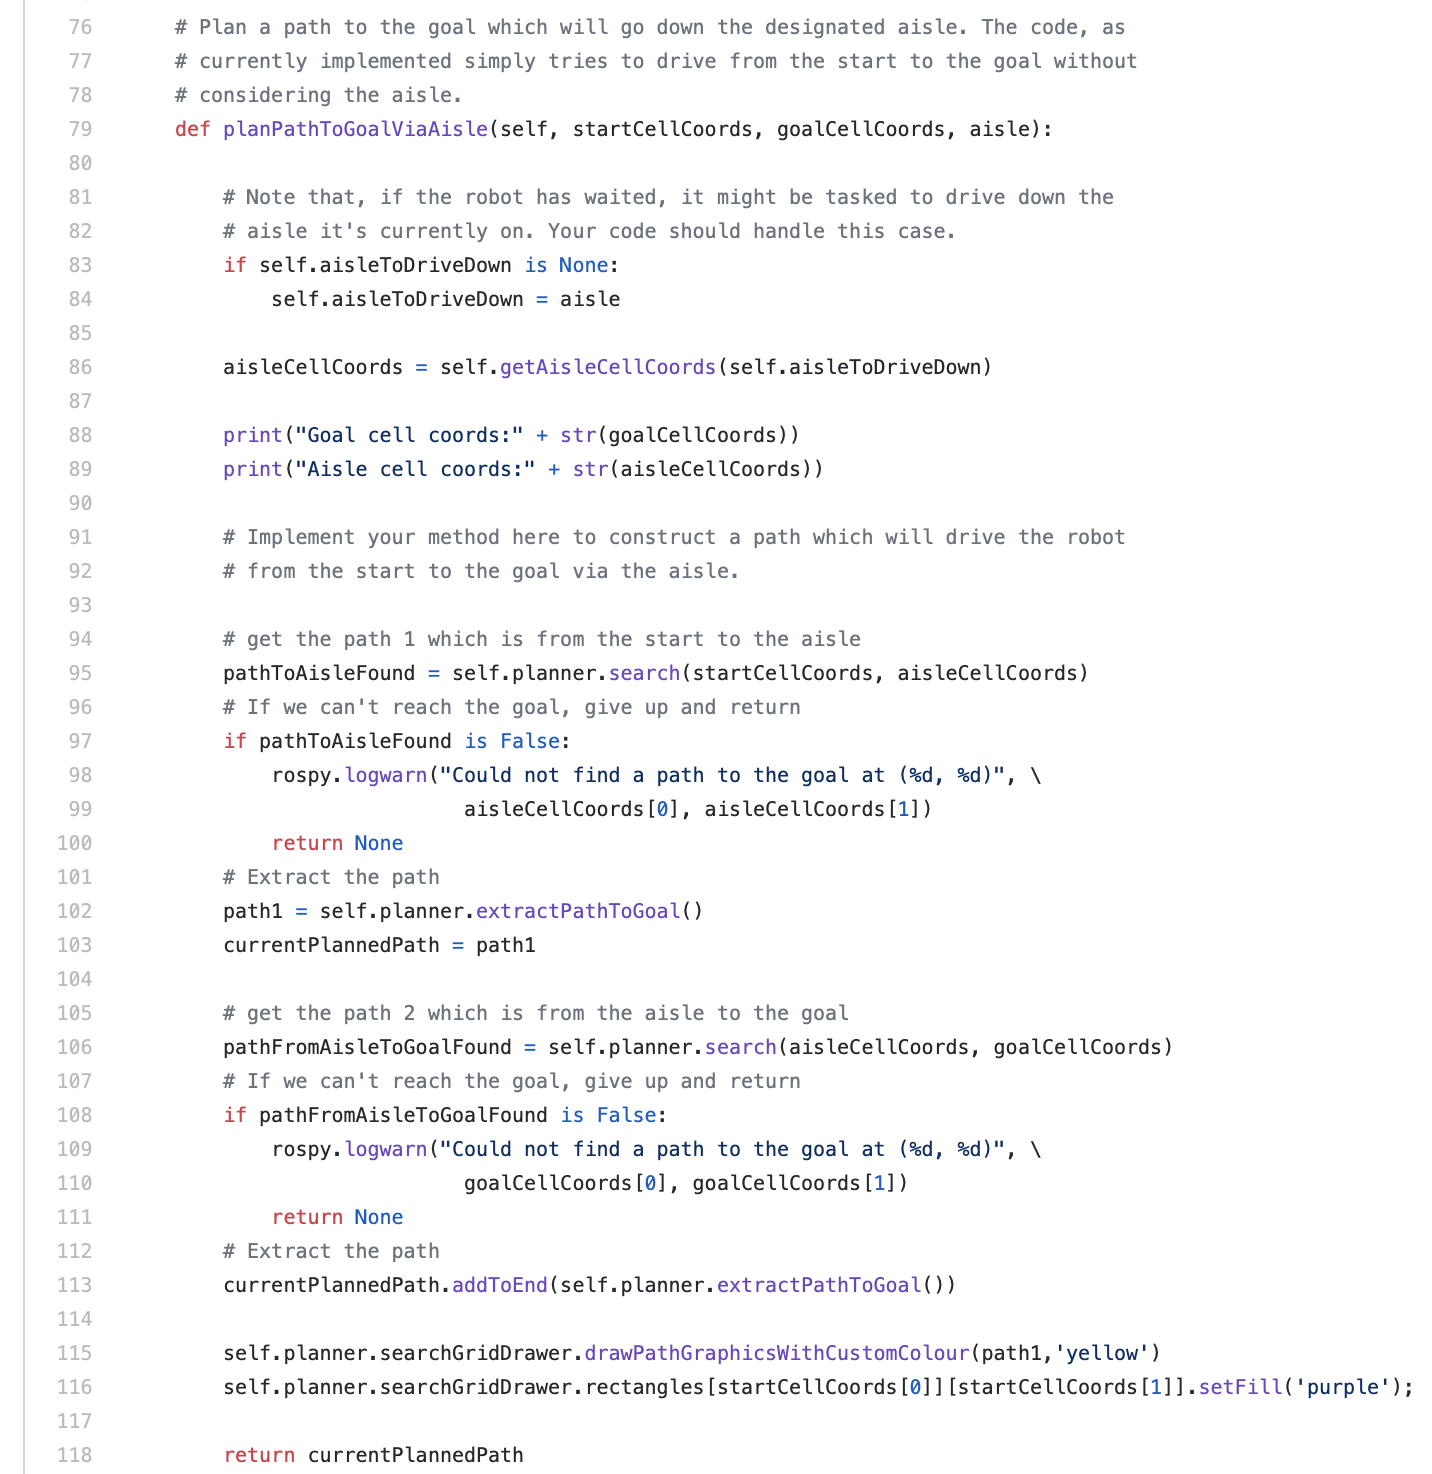 76 # Plan a path to the goal which will go down the designated aisle. The code, as
77 # currently implemented simply tries to drive from the start to the goal without
78 # considering the aisle.
79 def planPathToGoalViaAisle(self, startCellCoords, goalCellCoords, aisle):
80
81 # Note that, if the robot has waited, it might be tasked to drive down the
82 # aisle it's currently on. Your code should handle this case.
83 if self.aisleToDriveDown is None:
84 self.aisleToDriveDown = aisle
85
86 aisleCellCoords = self.getAisleCellCoords(self.aisleToDriveDown)
87
88 print("Goal cell coords:" + str(goalCellCoords))
89 print("Aisle cell coords:" + str(aisleCellCoords))
90
91 # Implement your method here to construct a path which will drive the robot
92 # from the start to the goal via the aisle.
93
94 # get the path 1 which is from the start to the aisle
95 pathToAisleFound = self.planner.search(startCellCoords, aisleCellCoords)
96 # If we can't reach the goal, give up and return
97 if pathToAisleFound is False:
98 rospy.logwarn("Could not find a path to the goal at (%d, %d)", \
99 aisleCellCoords[0], aisleCellCoords[1])
100 return None
101 # Extract the path
102 path1 = self.planner.extractPathToGoal()
103 currentPlannedPath = path1
104
105 # get the path 2 which is from the aisle to the goal
106 pathFromAisleToGoalFound = self.planner.search(aisleCellCoords, goalCellCoords)
107 # If we can't reach the goal, give up and return
108 if pathFromAisleToGoalFound is False:
109 rospy.logwarn("Could not find a path to the goal at (%d, %d)", \
110 goalCellCoords[0], goalCellCoords[1])
111 return None
112 # Extract the path
113 currentPlannedPath.addToEnd(self.planner.extractPathToGoal())
114
115 self.planner.searchGridDrawer.drawPathGraphicsWithCustomColour(path1,'yellow')
116 self.planner.searchGridDrawer.rectangles[startCellCoords[0]][startCellCoords[1]].setFill('purple');
117
118 return currentPlannedPath